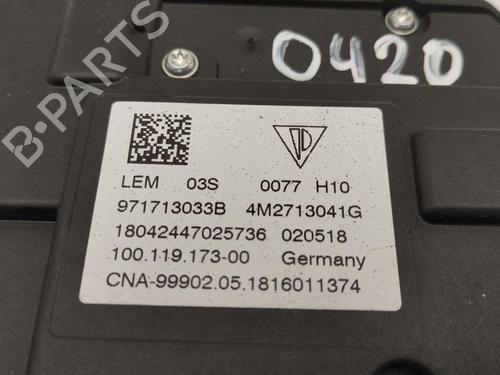 0420
B-PARTS
LEM 03S 0077 H10
971713033B 4M2713041G
18042447025736 020518
100.119.173-00 Germany
CNA-99902.05.1816011374